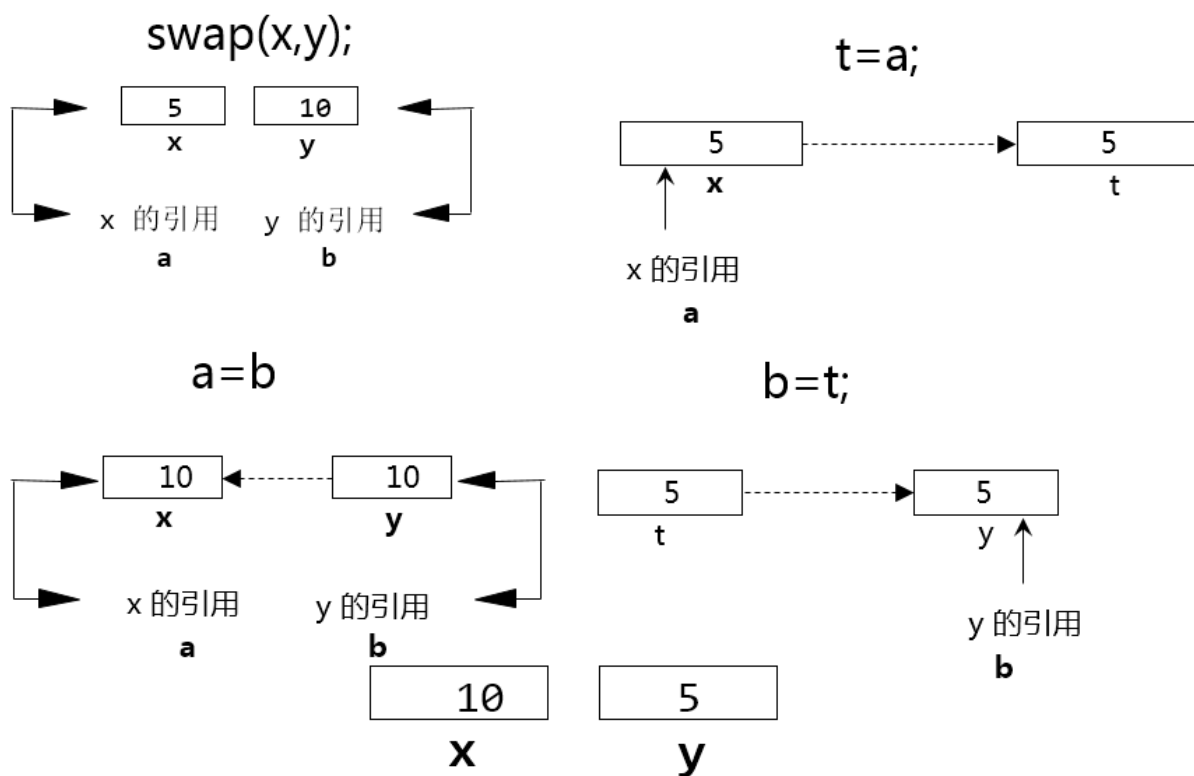 swap(x,y);
5 10
x y
x 的引用 y 的引用
a b
t=a;
5 5
x t
x 的引用
a
a=b
10 10
x y
x 的引用 y 的引用
a b
b=t;
5 5
t y
y 的引用
b
10 5
x y